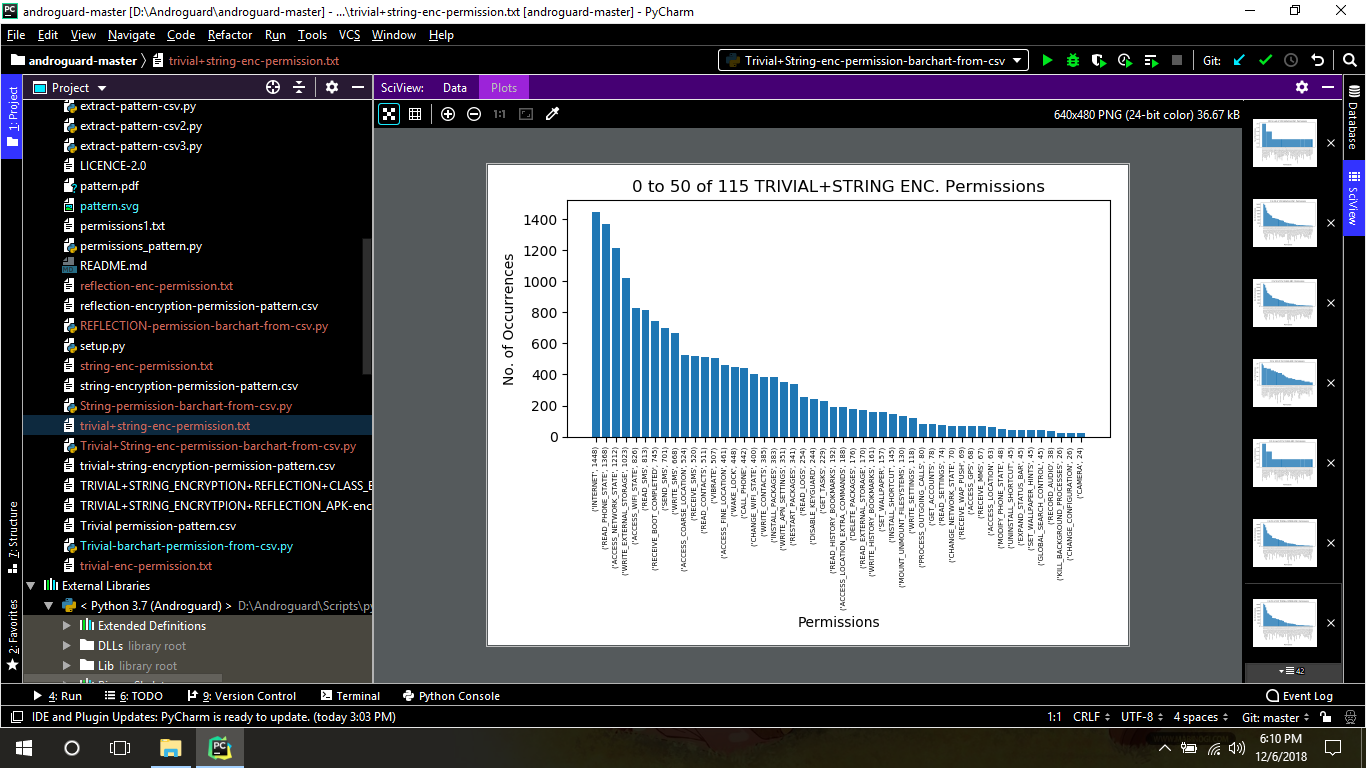 androguard-master [D:\Androguard\androguard-master] - ...\trivial+string-enc-permission.txt [androguard-master] - PyCharm
File Edit View Navigate Code Refactor Run Tools VCS Window Help
androguard-master trivial+string-enc-permission.txt Trivial+String-enc-permission-barchart-from-csv Git:
1: Project
Project
extract-pattern-csv.py
extract-pattern-csv2.py
extract-pattern-csv3.py
LICENCE-2.0
pattern.pdf
pattern.svg
permissions1.txt
permissions_pattern.py
README.md
reflection-enc-permission.txt
reflection-encryption-permission-pattern.csv
REFLECTION-permission-barchart-from-csv.py
setup.py
string-enc-permission.txt
string-encryption-permission-pattern.csv
String-permission-barchart-from-csv.py
trivial+string-enc-permission.txt
Trivial+String-enc-permission-barchart-from-csv.py
trivial+string-encryption-permission-pattern.csv
TRIVIAL+STRING_ENCRYPTION+REFLECTION+CLASS_E
TRIVIAL+STRING_ENCRYPTION+REFLECTION_APK-enc
Trivial permission-pattern.csv
Trivial-barchart-permission-from-csv.py
trivial-enc-permission.txt
External Libraries
< Python 3.7 (Androguard) > D:\Androguard\Scripts\py
Extended Definitions
DLLs library root
Lib library root
7: Structure
2: Favorites
SciView: Data Plots
1:1
640x480 PNG (24-bit color) 36.67 kB
0 to 50 of 115 TRIVIAL+STRING ENC. Permissions
No. of Occurrences
1400
1200
1000
800
600
400
200
0
('INTERNET', 1448)
('READ_PHONE_STATE', 1368)
('ACCESS_NETWORK_STATE', 1212)
('WRITE_EXTERNAL_STORAGE', 1023)
('ACCESS_WIFI_STATE', 826)
('READ_SMS', 813)
('RECEIVE_BOOT_COMPLETED', 745)
('SEND_SMS', 701)
('WRITE_SMS', 668)
('ACCESS_COARSE_LOCATION', 524)
('RECEIVE_SMS', 520)
('READ_CONTACTS', 511)
('VIBRATE', 507)
('ACCESS_FINE_LOCATION', 461)
('WAKE_LOCK', 448)
('CALL_PHONE', 442)
('CHANGE_WIFI_STATE', 400)
('WRITE_CONTACTS', 385)
('INSTALL_PACKAGES', 383)
('WRITE_APN_SETTINGS', 351)
('RESTART_PACKAGES', 341)
('READ_LOGS', 254)
('DISABLE_KEYGUARD', 244)
('GET_TASKS', 229)
('READ_HISTORY_BOOKMARKS', 192)
('ACCESS_LOCATION_EXTRA_COMMANDS', 188)
('DELETE_PACKAGES', 176)
('READ_EXTERNAL_STORAGE', 170)
('WRITE_HISTORY_BOOKMARKS', 161)
('SET_WALLPAPER', 157)
('INSTALL_SHORTCUT', 145)
('MOUNT_UNMOUNT_FILESYSTEMS', 130)
('WRITE_SETTINGS', 118)
('PROCESS_OUTGOING_CALLS', 80)
('GET_ACCOUNTS', 78)
('READ_SETTINGS', 74)
('CHANGE_NETWORK_STATE', 70)
('RECEIVE_WAP_PUSH', 69)
('ACCESS_GPS', 68)
('RECEIVE_MMS', 67)
('ACCESS_LOCATION', 63)
('MODIFY_PHONE_STATE', 48)
('UNINSTALL_SHORTCUT', 45)
('EXPAND_STATUS_BAR', 45)
('SET_WALLPAPER_HINTS', 45)
('GLOBAL_SEARCH_CONTROL', 45)
('RECORD_AUDIO', 38)
('KILL_BACKGROUND_PROCESSES', 26)
('CHANGE_CONFIGURATION', 26)
('CAMERA', 24)
Permissions
42
Database
SciView
4: Run 6: TODO 9: Version Control Terminal Python Console Event Log
IDE and Plugin Updates: PyCharm is ready to update. (today 3:03 PM) 1:1 CRLF UTF-8 4 spaces Git: master
6:10 PM
12/6/2018